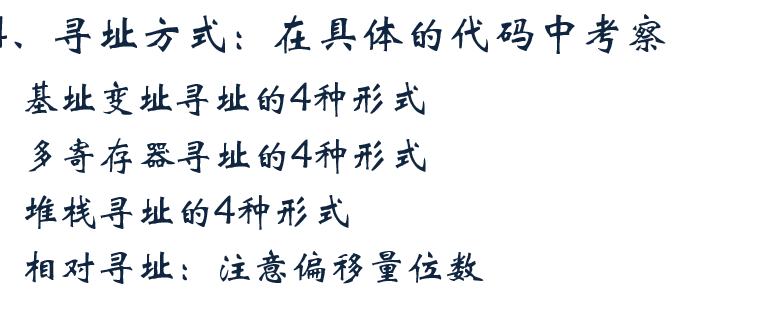 、寻址方式：在具体的代码中考察
基址变址寻址的4种形式
多寄存器寻址的4种形式
堆栈寻址的4种形式
相对寻址：注意偏移量位数